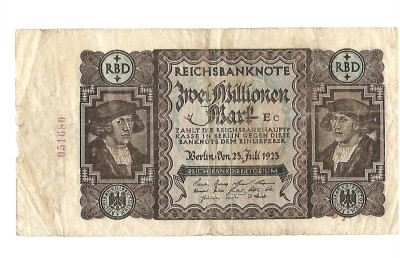 RBD
RBD
REICHSBANKNOTE
Zwei Millionen
Mark Ec
ZAHLT DIE REICHSBANKHAUPT
KASSE IN BERLIN GEGEN DIESE
BANKNOTE DEM EINLIEFERER
Berlin, den 23. Juli 1923
REICHSBANKDIREKTORIUM
051680